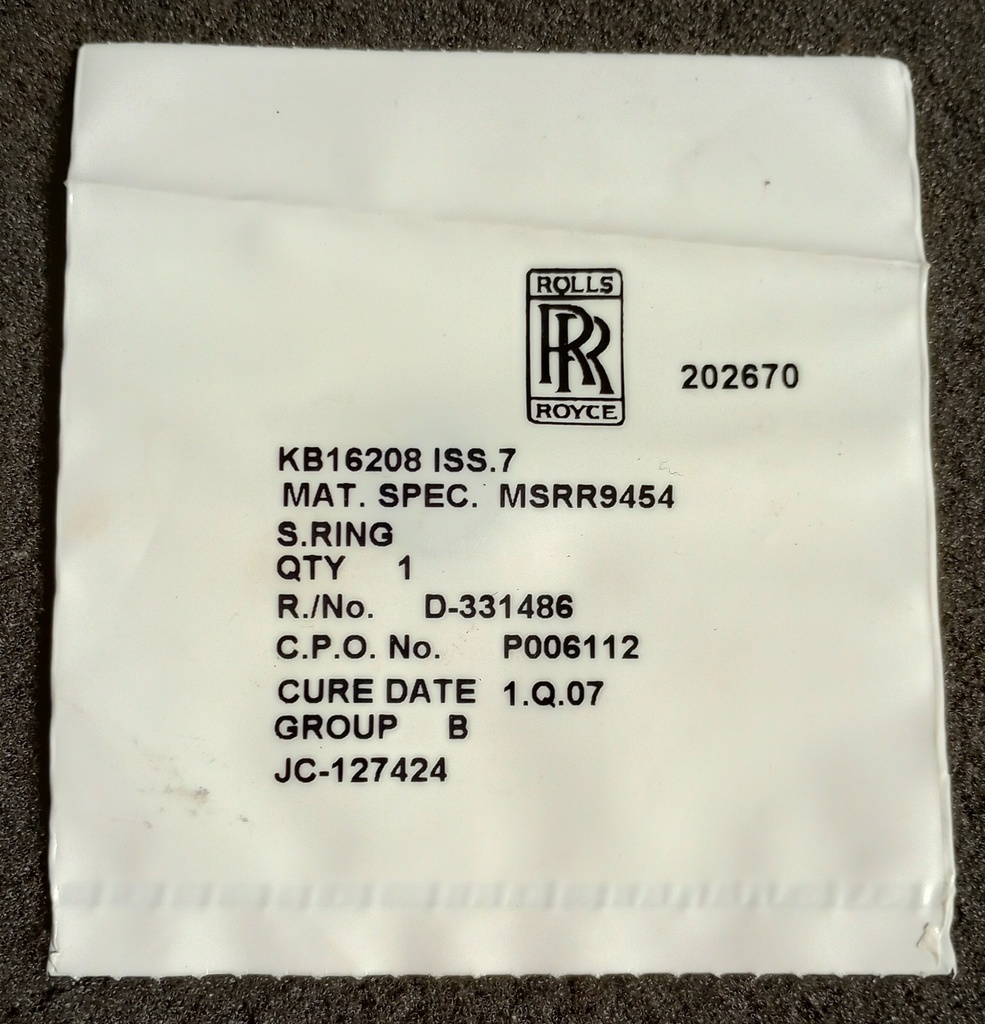 ROLLS
RR
ROYCE
202670
KB16208 ISS.7
MAT. SPEC. MSRR9454
S.RING
QTY 1
R./No. D-331486
C.P.O. No. P006112
CURE DATE 1.Q.07
GROUP B
JC-127424